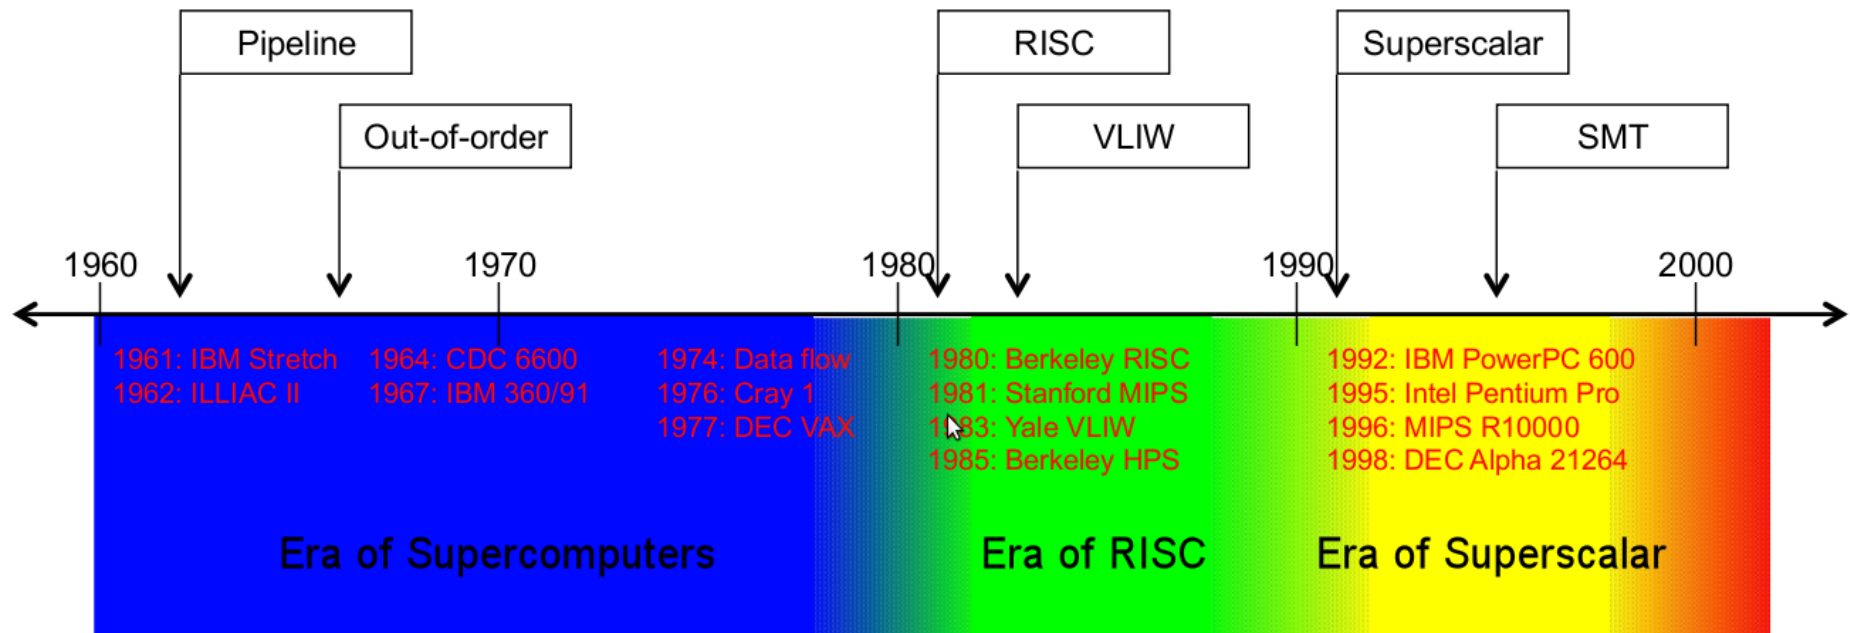 Pipeline
RISC
Superscalar
Out-of-order
VLIW
SMT
1960
1970
1980
1990
2000
1961: IBM Stretch
1962: ILLIAC II
1964: CDC 6600
1967: IBM 360/91
1974: Data flow
1976: Cray 1
1977: DEC VAX
1980: Berkeley RISC
1981: Stanford MIPS
1983: Yale VLIW
1985: Berkeley HPS
1992: IBM PowerPC 600
1995: Intel Pentium Pro
1996: MIPS R10000
1998: DEC Alpha 21264
Era of Supercomputers
Era of RISC
Era of Superscalar